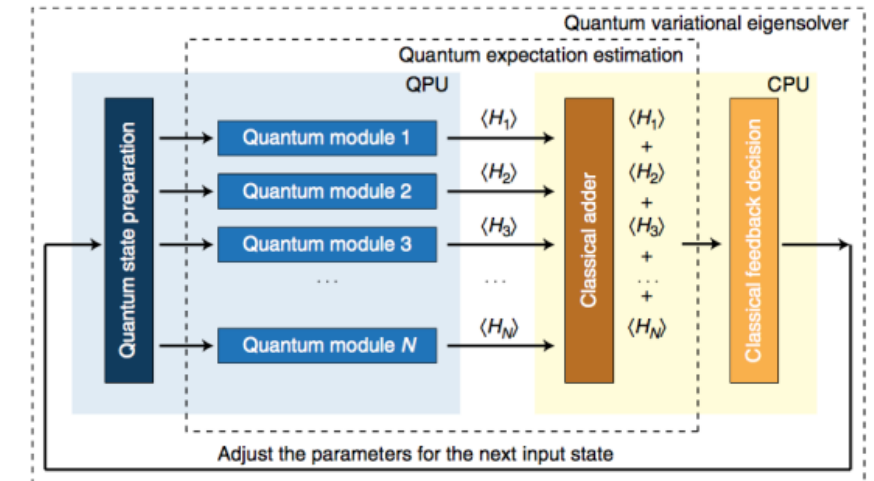 Quantum variational eigensolver
Quantum expectation estimation
QPU
CPU
Quantum state preparation
Quantum module 1
Quantum module 2
Quantum module 3
...
Quantum module N
⟨H₁⟩
⟨H₂⟩
⟨H₃⟩
...
⟨H_N⟩
Classical adder
⟨H₁⟩
+
⟨H₂⟩
+
⟨H₃⟩
+
...
+
⟨H_N⟩
Classical feedback decision
Adjust the parameters for the next input state